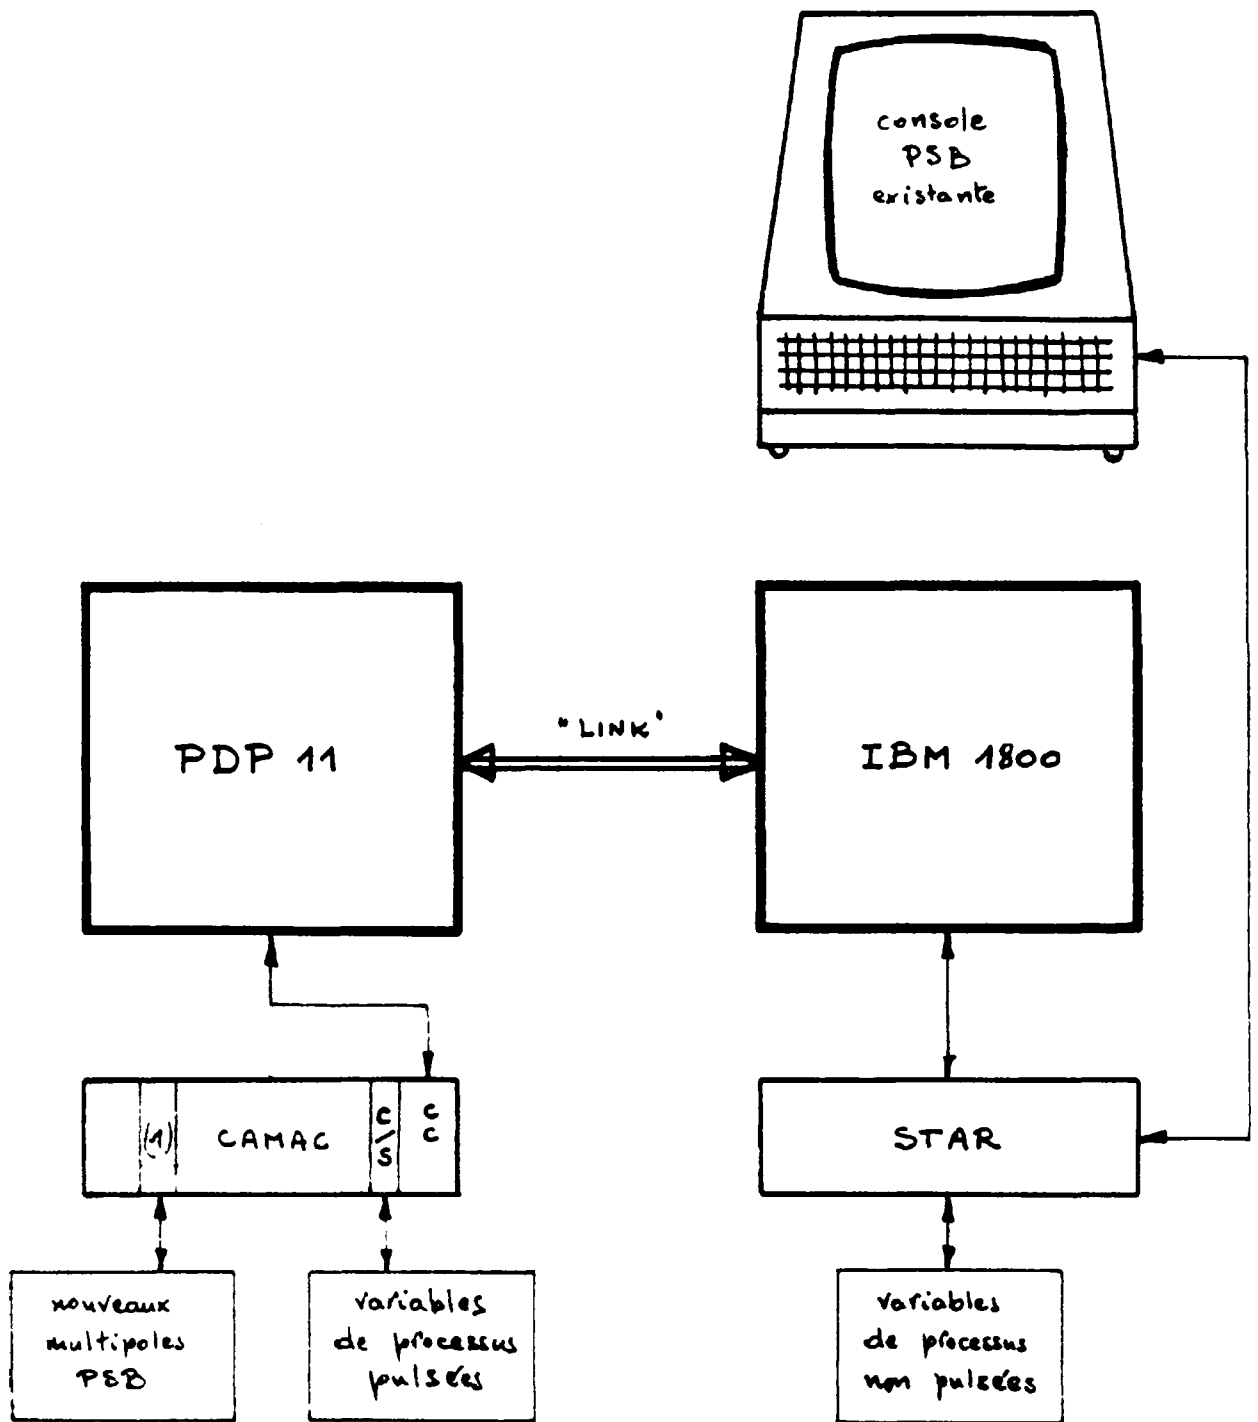 console
PSB
existante
"LINK"
PDP 11
IBM 1800
(1)
CAMAC
C/S
CC
STAR
nouveaux
multipoles
PSB
variables
de processus
pulsées
variables
de processus
non pulsées